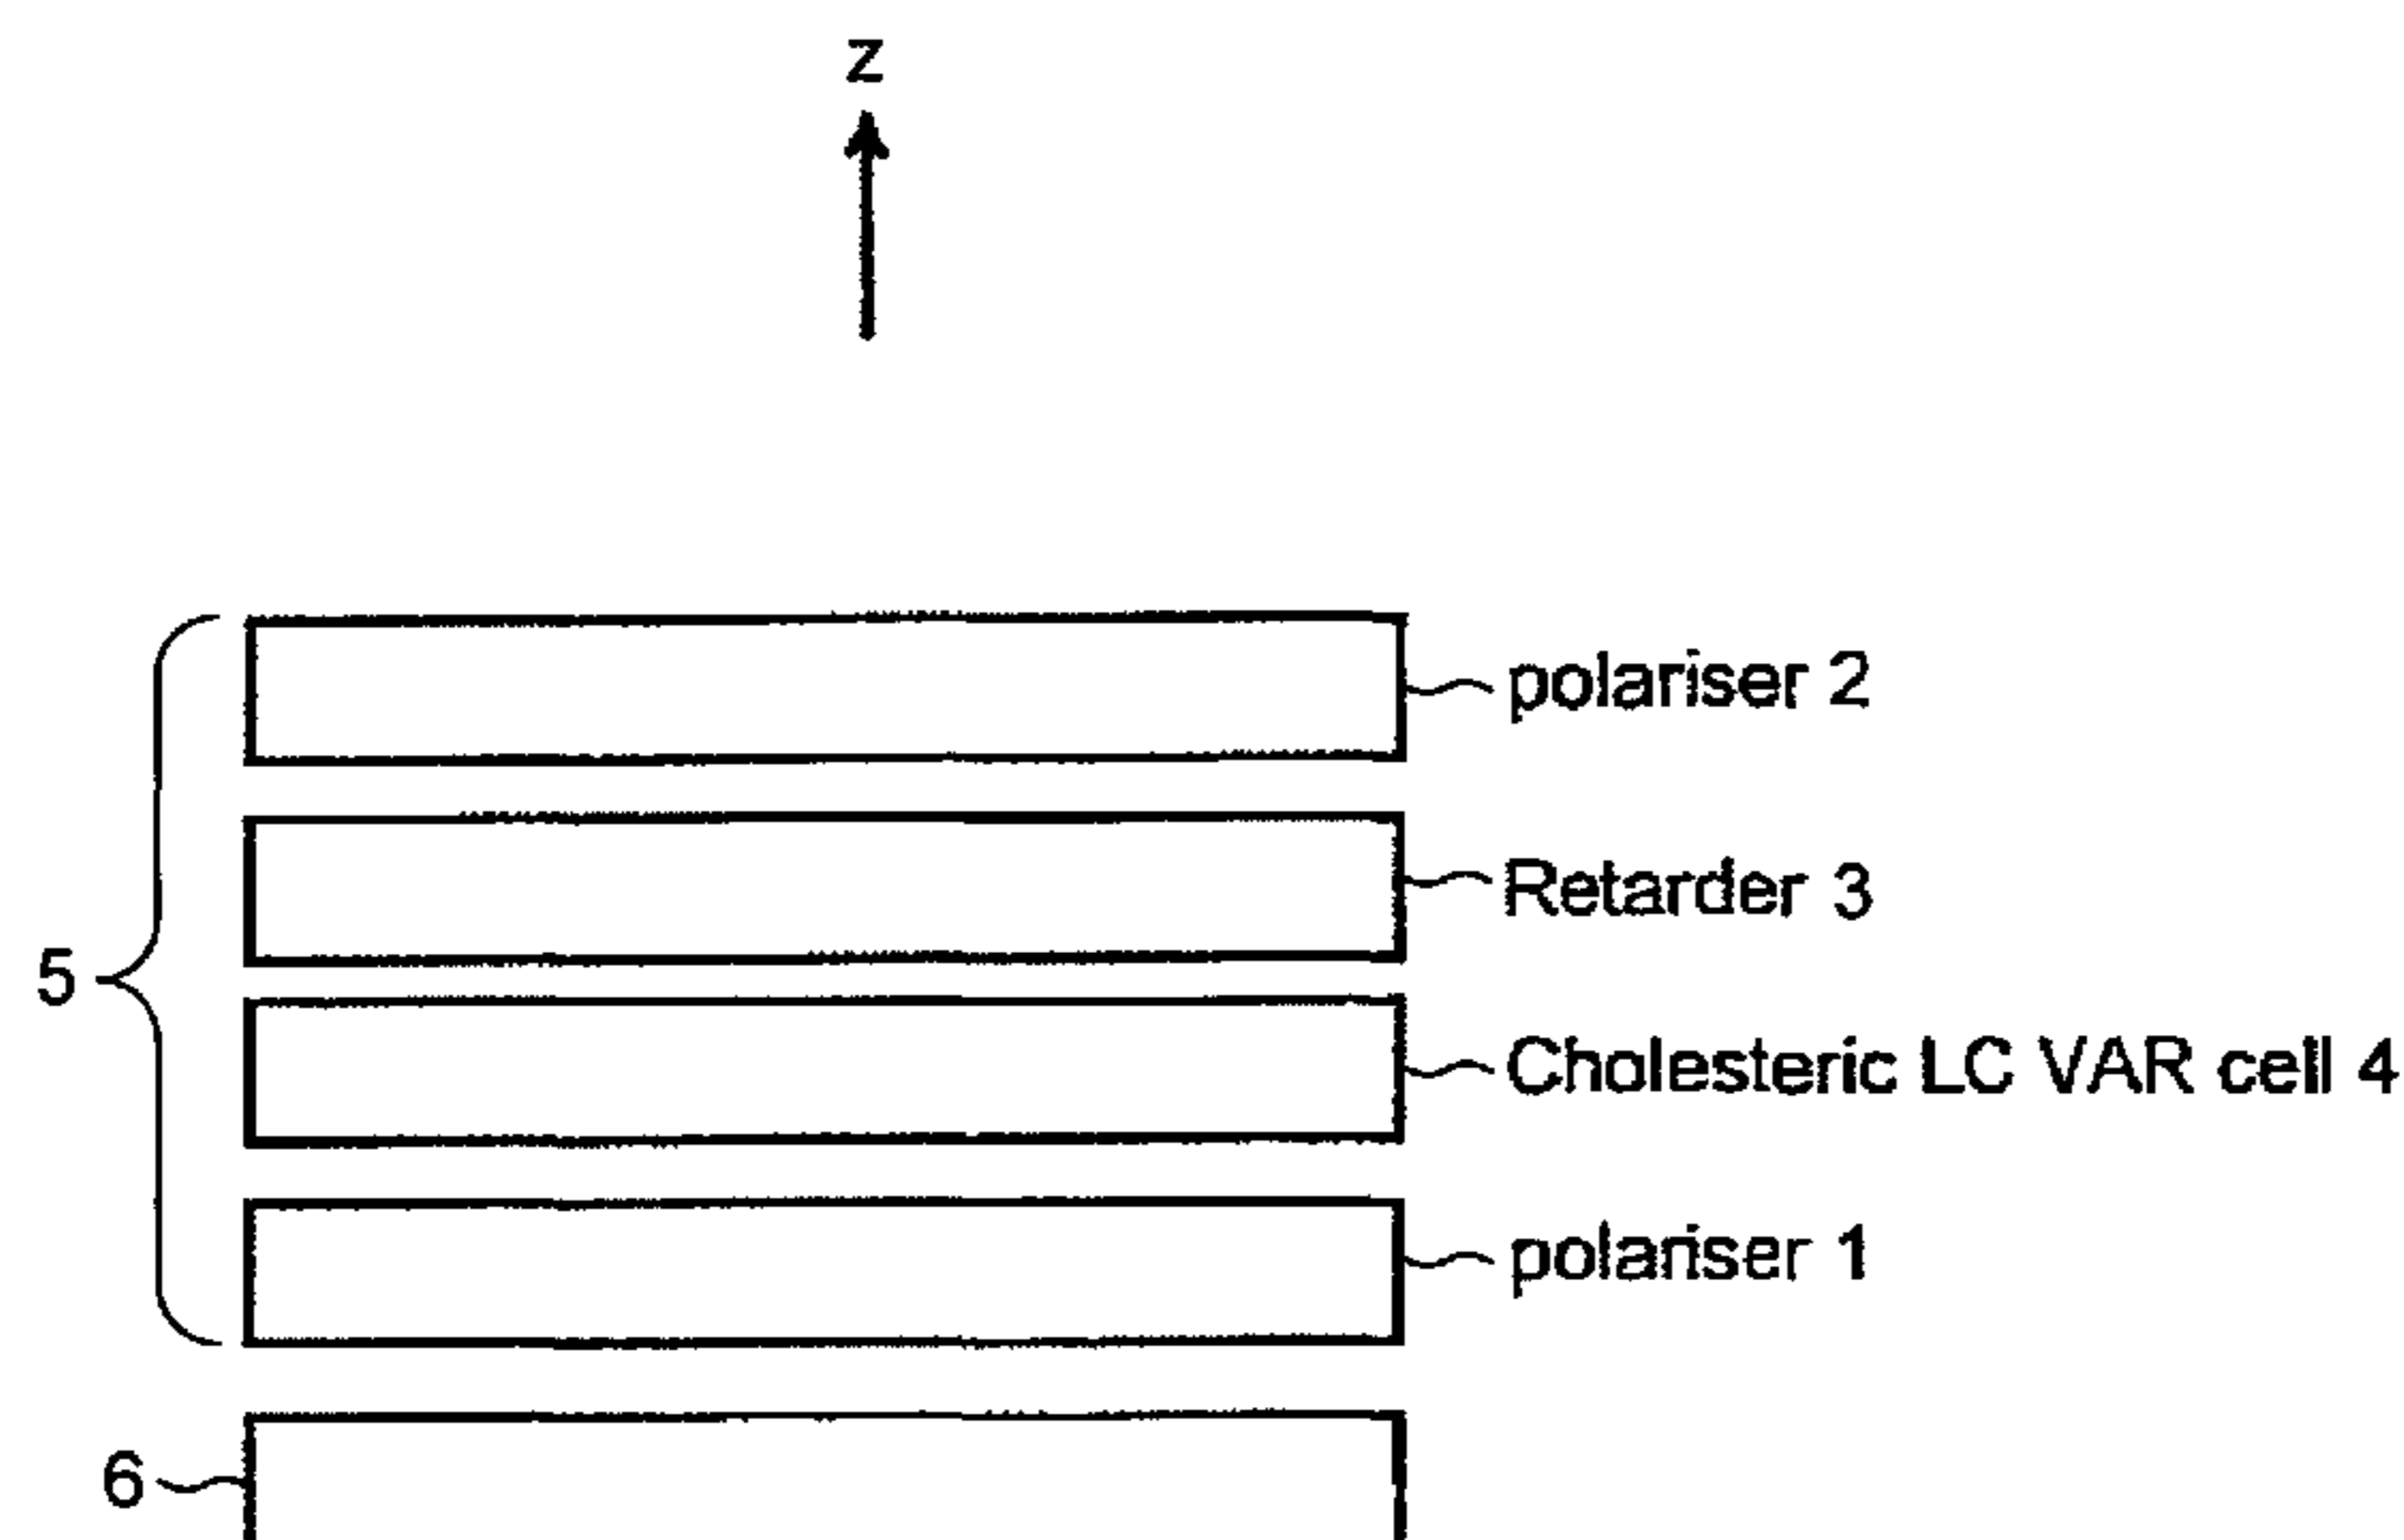 z
polariser 2
Retarder 3
5
Cholesteric LC VAR cell 4
polariser 1
6